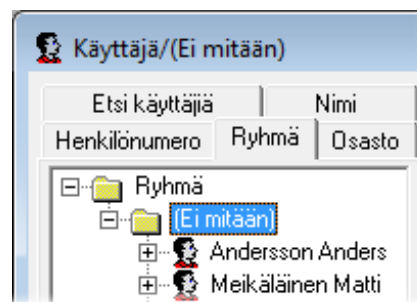 Käyttäjä/(Ei mitään)
Etsi käyttäjiä Nimi
Henkilönumero Ryhmä Osasto
Ryhmä
(Ei mitään)
Andersson Anders
Meikäläinen Matti